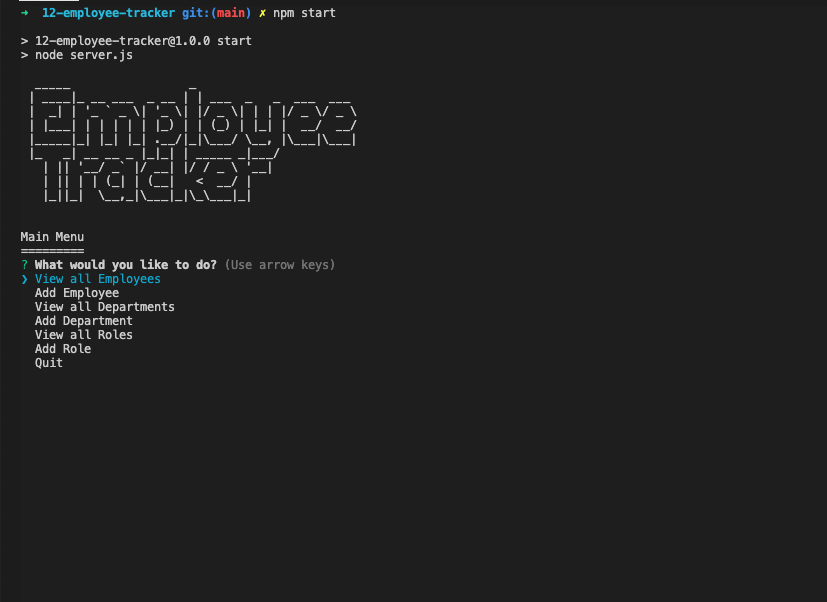 → 12-employee-tracker git:(main) ✗ npm start
> 12-employee-tracker@1.0.0 start
> node server.js
Employee
Tracker
Main Menu
=========
? What would you like to do? (Use arrow keys)
❯ View all Employees
Add Employee
View all Departments
Add Department
View all Roles
Add Role
Quit